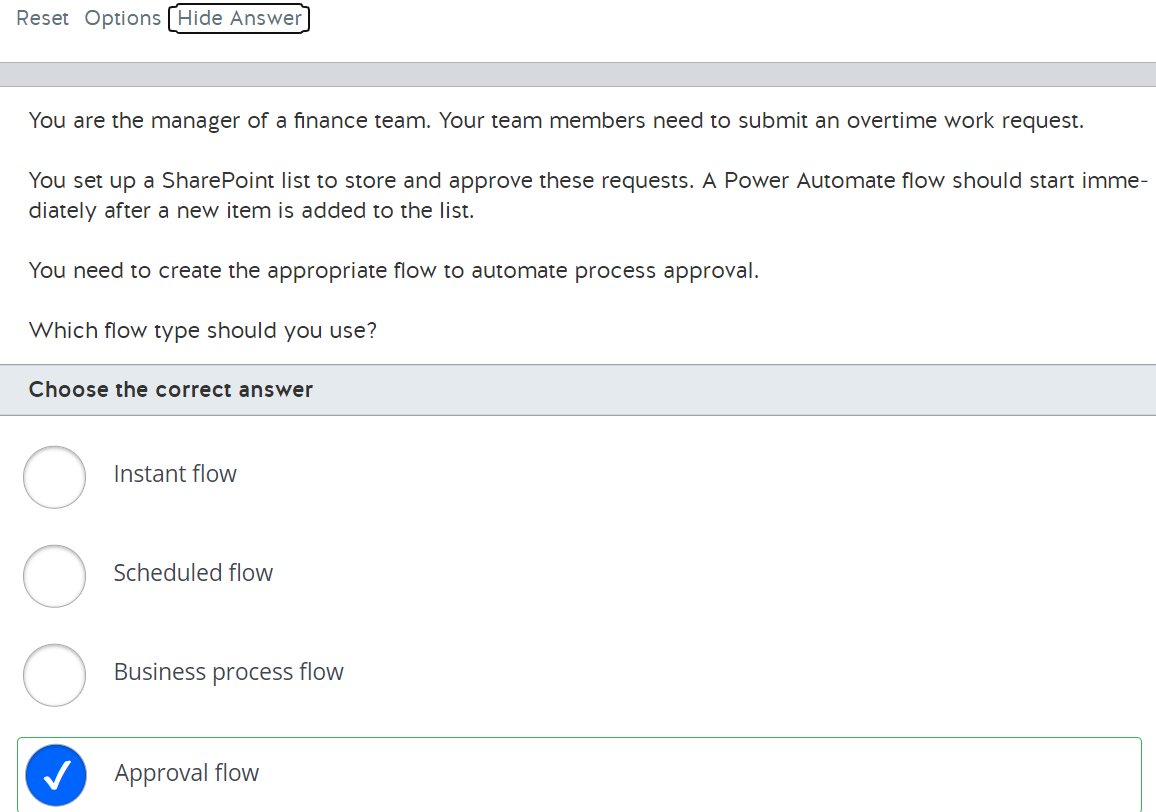 Reset Options Hide Answer
You are the manager of a finance team. Your team members need to submit an overtime work request.
You set up a SharePoint list to store and approve these requests. A Power Automate flow should start imme-
diately after a new item is added to the list.
You need to create the appropriate flow to automate process approval.
Which flow type should you use?
Choose the correct answer
Instant flow
Scheduled flow
Business process flow
Approval flow